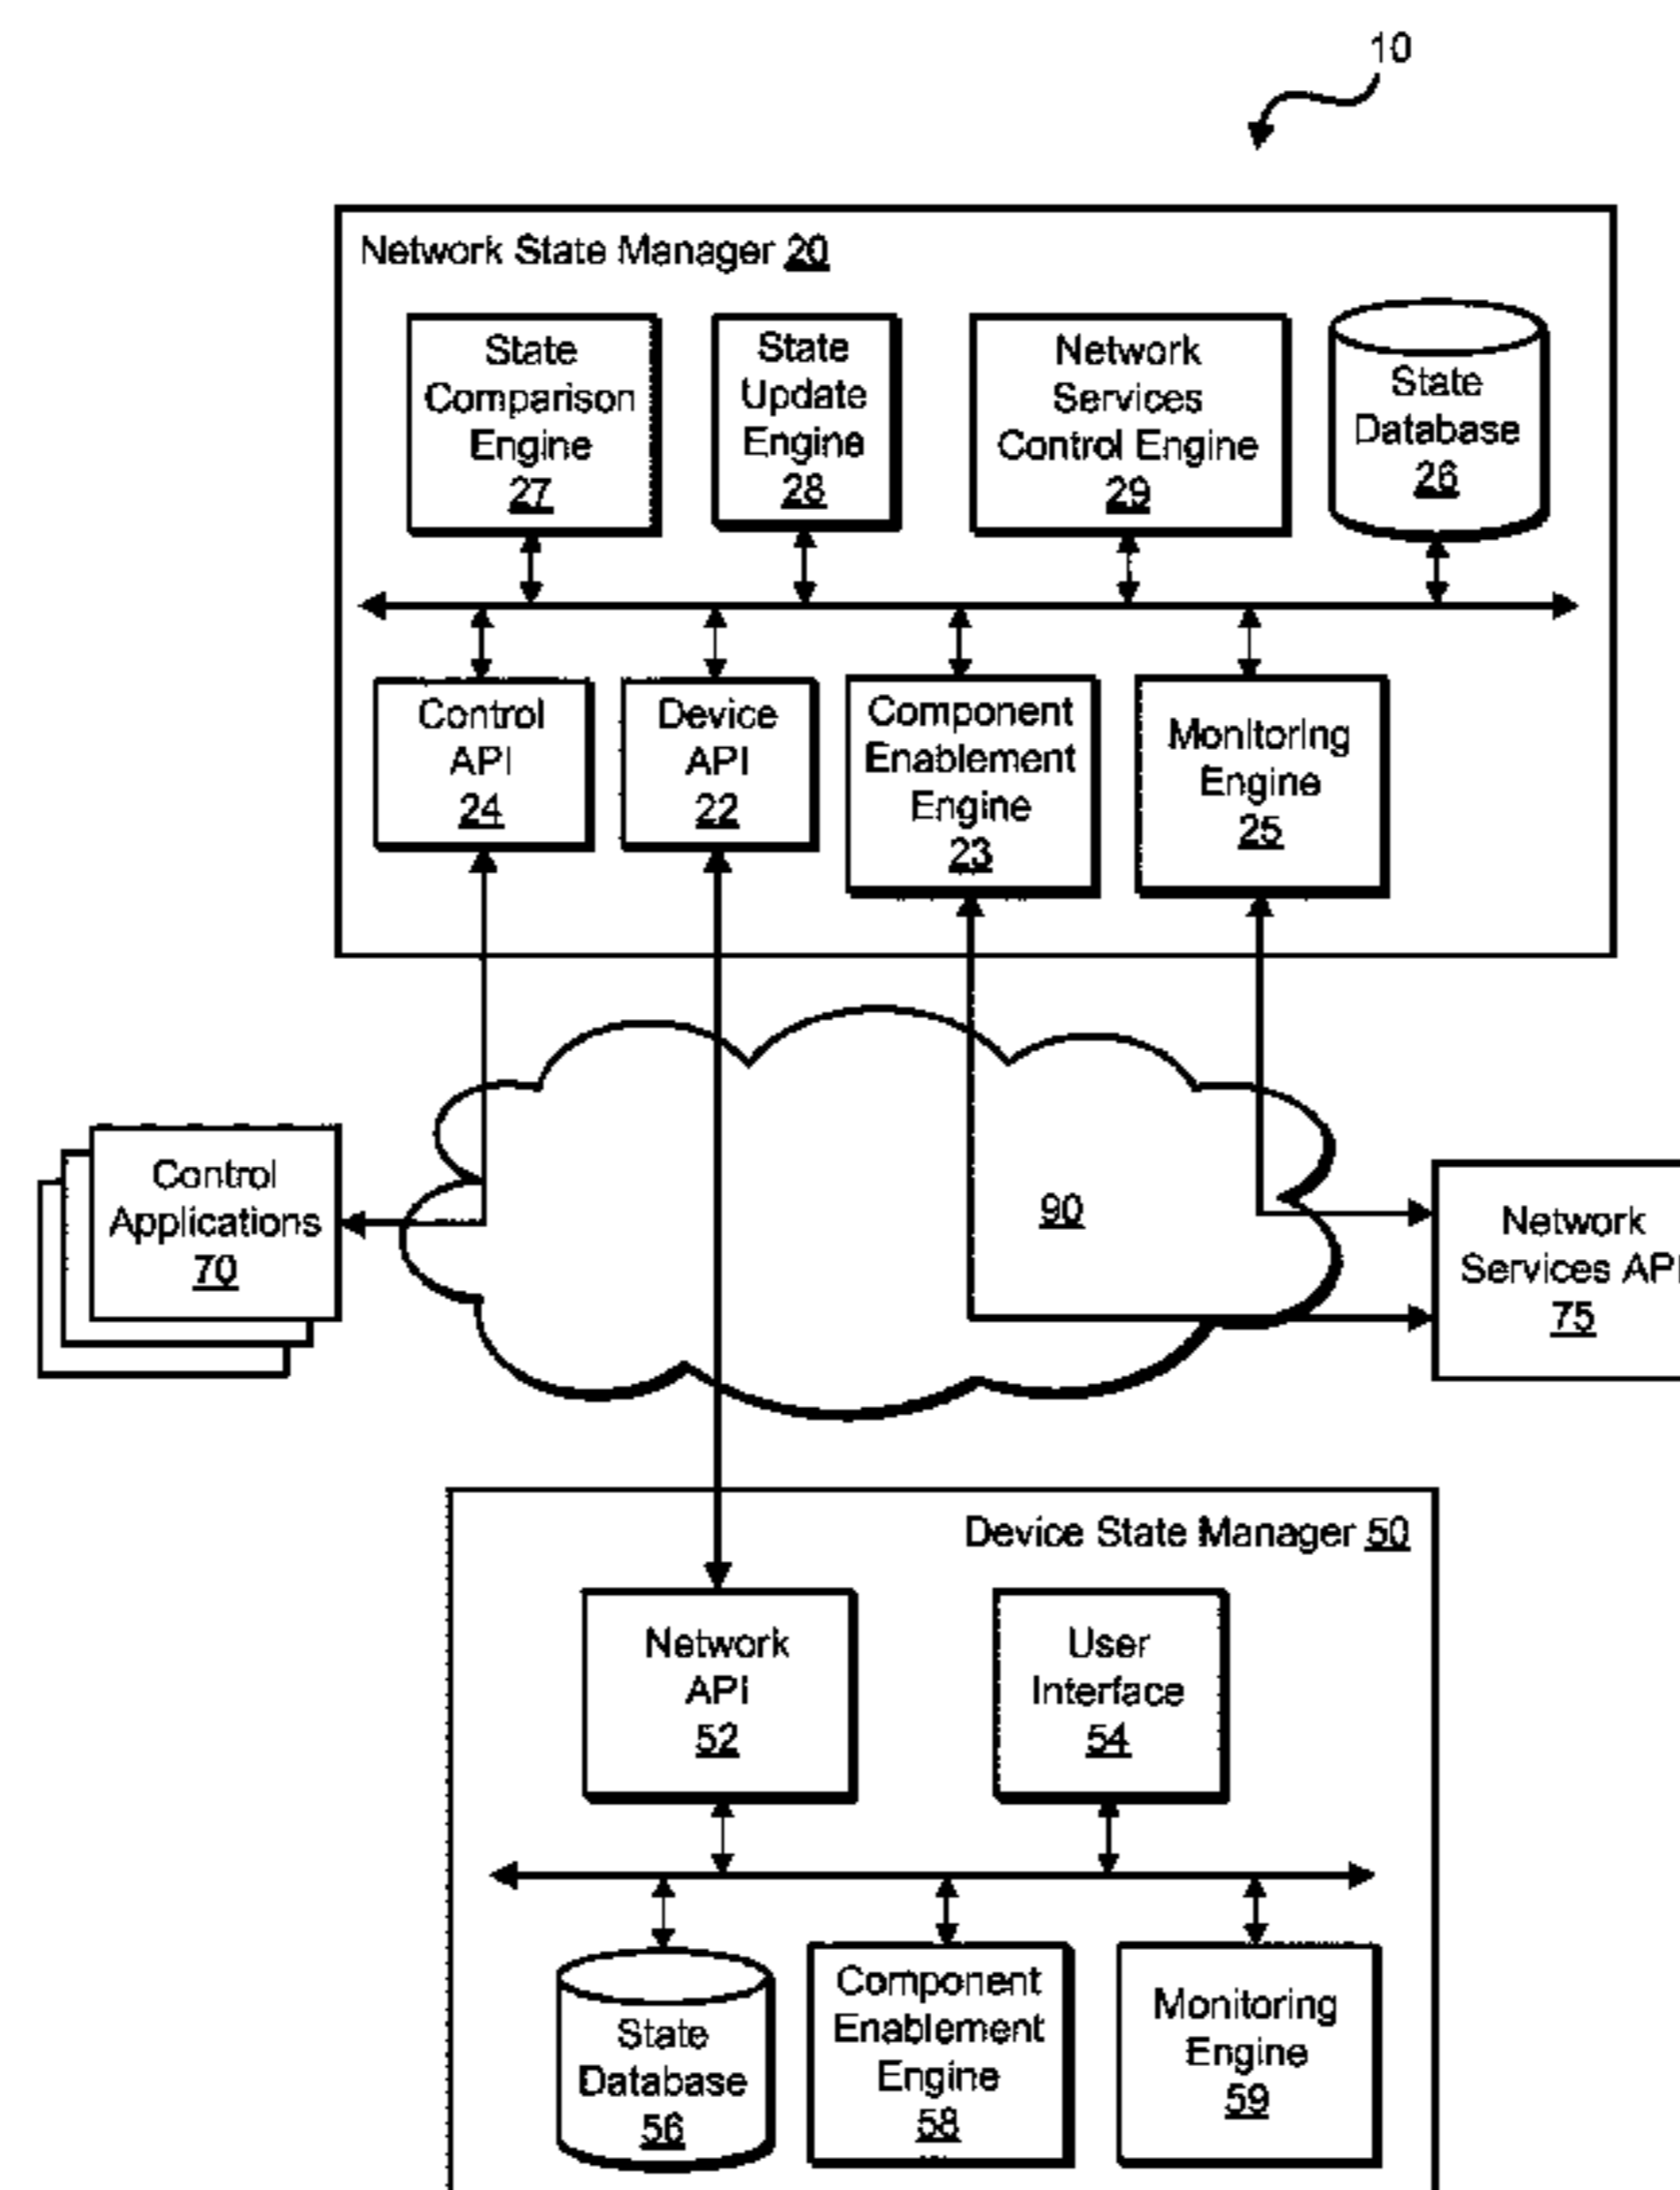 10
Network State Manager 20
State
Comparison
Engine
27
State
Update
Engine
28
Network
Services
Control Engine
29
State
Database
26
Control
API
24
Device
API
22
Component
Enablement
Engine
23
Monitoring
Engine
25
Control
Applications
70
90
Network
Services API
75
Device State Manager 50
Network
API
52
User
Interface
54
State
Database
56
Component
Enablement
Engine
58
Monitoring
Engine
59